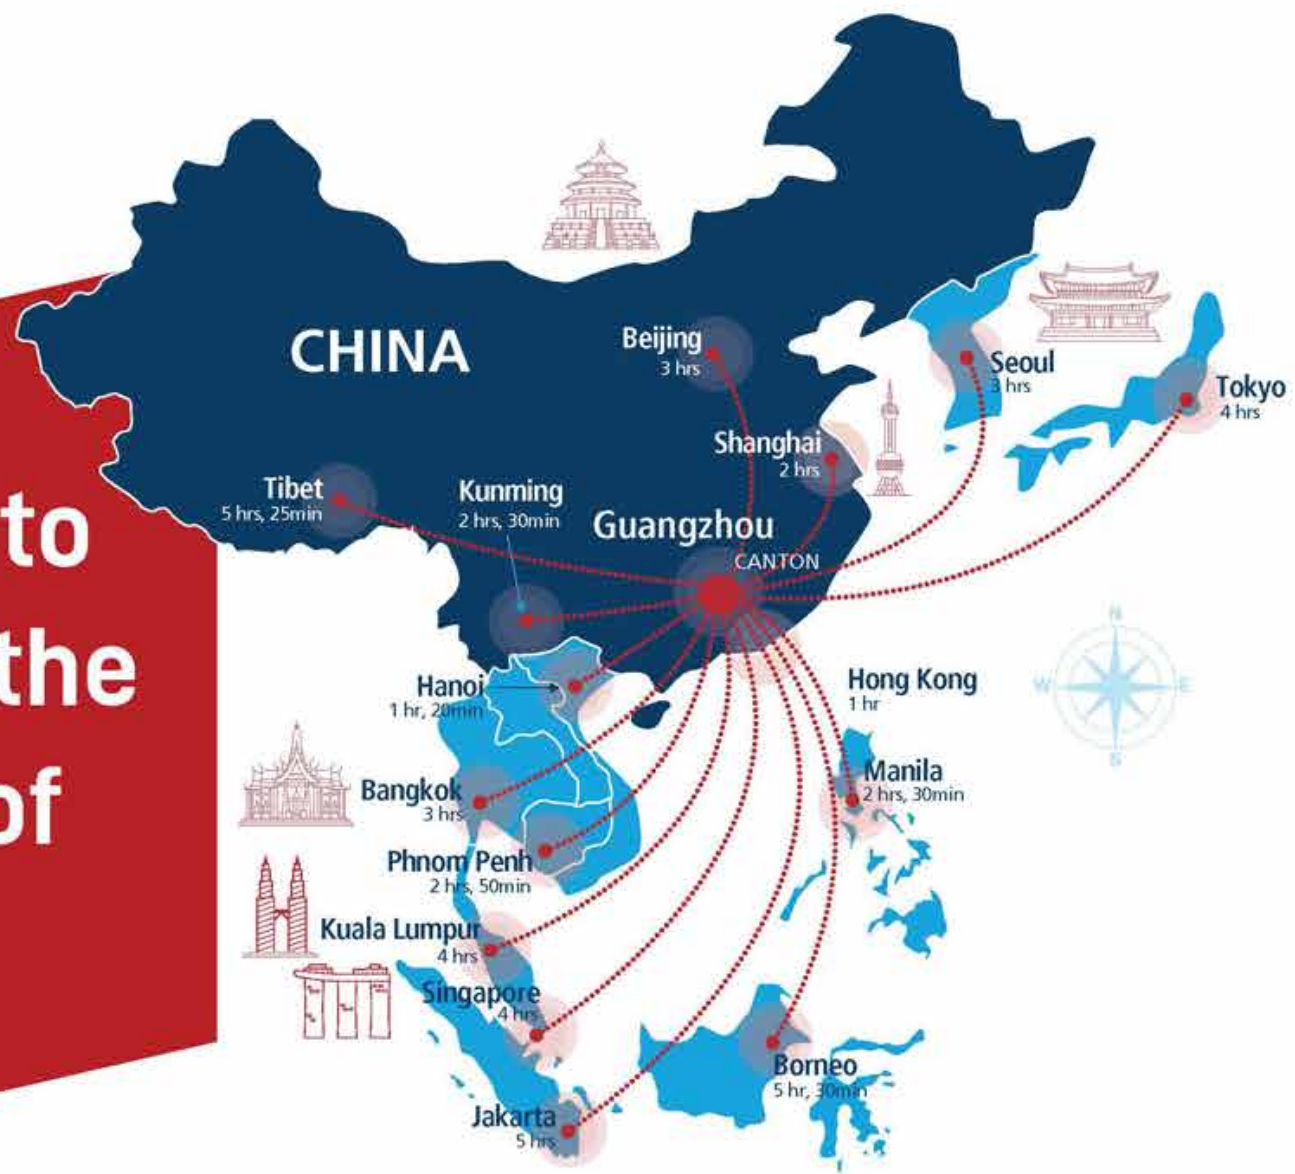 to
the
of
CHINA
Beijing
3 hrs
Seoul
3 hrs
Tokyo
4 hrs
Shanghai
2 hrs
Tibet
5 hrs, 25min
Kunming
2 hrs, 30min
Guangzhou
CANTON
N
W
E
S
Hanoi
1 hr, 20min
Hong Kong
1 hr
Manila
2 hrs, 30min
Bangkok
3 hrs
Phnom Penh
2 hrs, 50min
Kuala Lumpur
4 hrs
Singapore
4 hrs
Borneo
5 hr, 30min
Jakarta
5 hrs